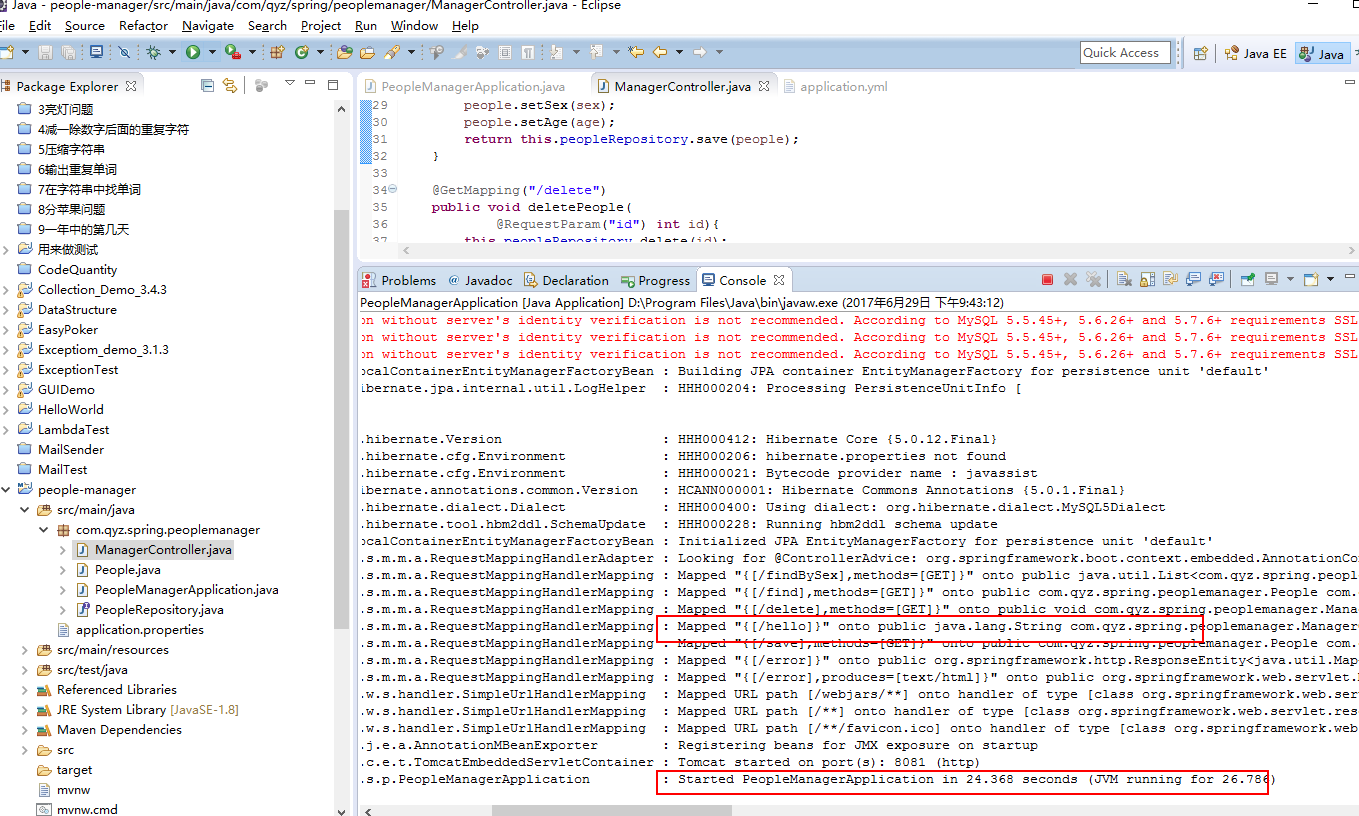 Java - people-manager/src/main/java/com/qyz/spring/peoplemanager/ManagerController.java - Eclipse
File Edit Source Refactor Navigate Search Project Run Window Help
Quick Access Java EE Java
Package Explorer
3亮灯问题
4减一除数字后面的重复字符
5压缩字符串
6输出重复单词
7在字符串中找单词
8分苹果问题
9一年中的第几天
用来做测试
CodeQuantity
Collection_Demo_3.4.3
DataStructure
EasyPoker
Exceptiom_demo_3.1.3
ExceptionTest
GUIDemo
HelloWorld
LambdaTest
MailSender
MailTest
people-manager
src/main/java
com.qyz.spring.peoplemanager
ManagerController.java
People.java
PeopleManagerApplication.java
PeopleRepository.java
application.properties
src/main/resources
src/test/java
Referenced Libraries
JRE System Library [JavaSE-1.8]
Maven Dependencies
src
target
mvnw
mvnw.cmd
PeopleManagerApplication.java ManagerController.java application.yml
29 people.setSex(sex);
30 people.setAge(age);
31 return this.peopleRepository.save(people);
32 }
33
34 @GetMapping("/delete")
35 public void deletePeople(
36 @RequestParam("id") int id){
37 this.peopleRepository.delete(id);
Problems @ Javadoc Declaration Progress Console
PeopleManagerApplication [Java Application] D:\Program Files\Java\bin\javaw.exe (2017年6月29日 下午9:43:12)
on without server's identity verification is not recommended. According to MySQL 5.5.45+, 5.6.26+ and 5.7.6+ requirements SSL
on without server's identity verification is not recommended. According to MySQL 5.5.45+, 5.6.26+ and 5.7.6+ requirements SSL
on without server's identity verification is not recommended. According to MySQL 5.5.45+, 5.6.26+ and 5.7.6+ requirements SSL
ocalContainerEntityManagerFactoryBean : Building JPA container EntityManagerFactory for persistence unit 'default'
ibernate.jpa.internal.util.LogHelper : HHH000204: Processing PersistenceUnitInfo [
.hibernate.Version : HHH000412: Hibernate Core {5.0.12.Final}
.hibernate.cfg.Environment : HHH000206: hibernate.properties not found
.hibernate.cfg.Environment : HHH000021: Bytecode provider name : javassist
ibernate.annotations.common.Version : HCANN000001: Hibernate Commons Annotations {5.0.1.Final}
.hibernate.dialect.Dialect : HHH000400: Using dialect: org.hibernate.dialect.MySQL5Dialect
.hibernate.tool.hbm2ddl.SchemaUpdate : HHH000228: Running hbm2ddl schema update
ocalContainerEntityManagerFactoryBean : Initialized JPA EntityManagerFactory for persistence unit 'default'
.s.m.m.a.RequestMappingHandlerAdapter : Looking for @ControllerAdvice: org.springframework.boot.context.embedded.AnnotationCo
.s.m.m.a.RequestMappingHandlerMapping : Mapped "{[/findBySex],methods=[GET]}" onto public java.util.List<com.qyz.spring.peopl
.s.m.m.a.RequestMappingHandlerMapping : Mapped "{[/find],methods=[GET]}" onto public com.qyz.spring.peoplemanager.People com.
.s.m.m.a.RequestMappingHandlerMapping : Mapped "{[/delete],methods=[GET]}" onto public void com.qyz.spring.peoplemanager.Mana
.s.m.m.a.RequestMappingHandlerMapping : Mapped "{[/hello]}" onto public java.lang.String com.qyz.spring.peoplemanager.Manager
.s.m.m.a.RequestMappingHandlerMapping : Mapped "{[/save],methods=[GET]}" onto public com.qyz.spring.peoplemanager.People com.
.s.m.m.a.RequestMappingHandlerMapping : Mapped "{[/error]}" onto public org.springframework.http.ResponseEntity<java.util.Map
.s.m.m.a.RequestMappingHandlerMapping : Mapped "{[/error],produces=[text/html]}" onto public org.springframework.web.servlet.
.w.s.handler.SimpleUrlHandlerMapping : Mapped URL path [/webjars/**] onto handler of type [class org.springframework.web.serv
.w.s.handler.SimpleUrlHandlerMapping : Mapped URL path [/**] onto handler of type [class org.springframework.web.servlet.res
.w.s.handler.SimpleUrlHandlerMapping : Mapped URL path [/**/favicon.ico] onto handler of type [class org.springframework.web
.j.e.a.AnnotationMBeanExporter : Registering beans for JMX exposure on startup
.c.e.t.TomcatEmbeddedServletContainer : Tomcat started on port(s): 8081 (http)
.s.p.PeopleManagerApplication : Started PeopleManagerApplication in 24.368 seconds (JVM running for 26.786)